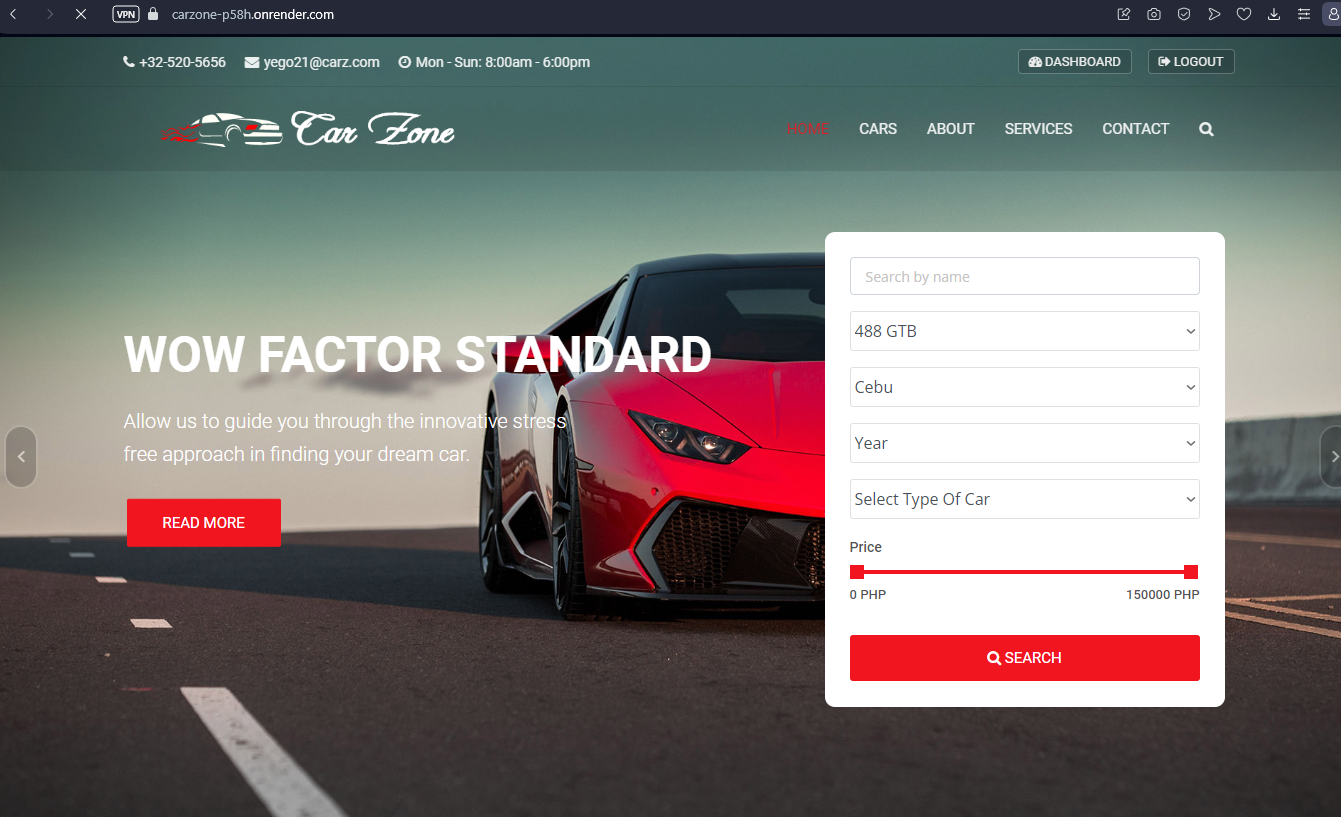 VPN
carzone-p58h.onrender.com
+32-520-5656 yego21@carz.com Mon - Sun: 8:00am - 6:00pm
DASHBOARD LOGOUT
Car Zone
HOME CARS ABOUT SERVICES CONTACT
Search by name
488 GTB
WOW FACTOR STANDARD
Cebu
Allow us to guide you through the innovative stress
free approach in finding your dream car.
Year
Select Type Of Car
READ MORE
Price
0 PHP 150000 PHP
SEARCH